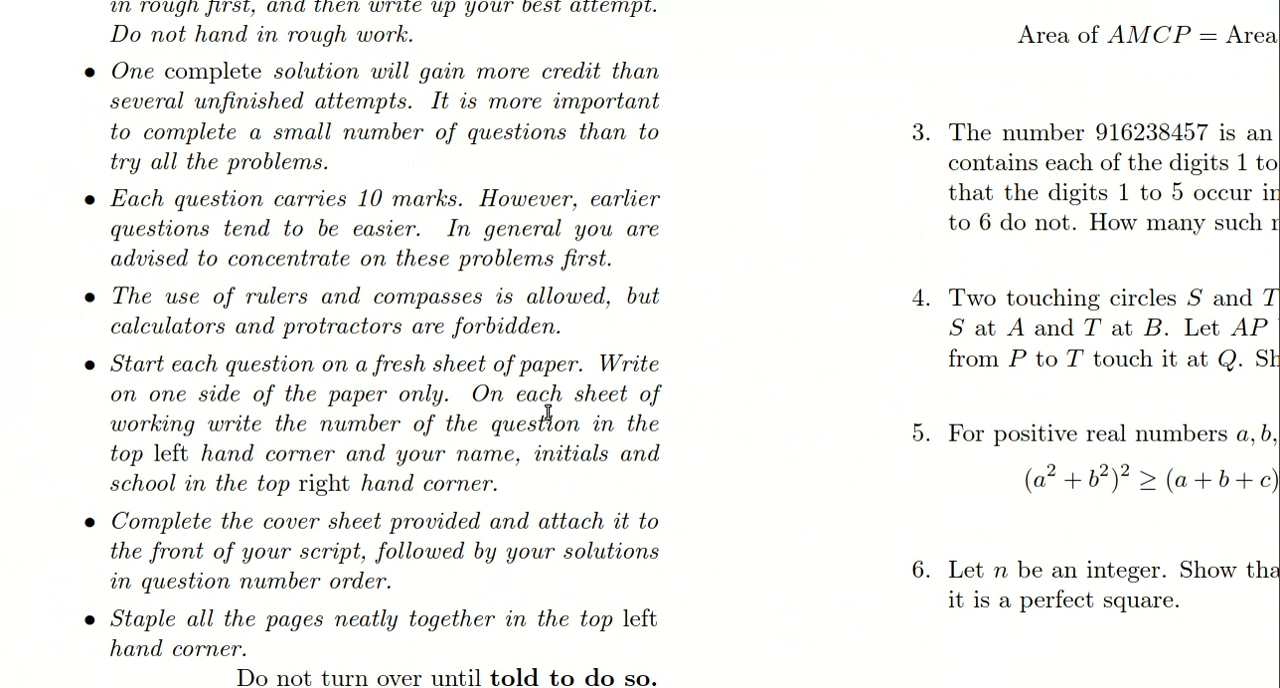 in rough first, and then write up your best attempt.
Do not hand in rough work.
• One complete solution will gain more credit than
several unfinished attempts. It is more important
to complete a small number of questions than to
try all the problems.
• Each question carries 10 marks. However, earlier
questions tend to be easier. In general you are
advised to concentrate on these problems first.
• The use of rulers and compasses is allowed, but
calculators and protractors are forbidden.
• Start each question on a fresh sheet of paper. Write
on one side of the paper only. On each sheet of
working write the number of the question in the
top left hand corner and your name, initials and
school in the top right hand corner.
• Complete the cover sheet provided and attach it to
the front of your script, followed by your solutions
in question number order.
• Staple all the pages neatly together in the top left
hand corner.
Do not turn over until told to do so.
Area of AMCP = Area
3. The number 916238457 is an
contains each of the digits 1 to
that the digits 1 to 5 occur in
to 6 do not. How many such
4. Two touching circles S and T
S at A and T at B. Let AP
from P to T touch it at Q. Sh
5. For positive real numbers a, b,
(a² + b²)² ≥ (a + b + c)
6. Let n be an integer. Show tha
it is a perfect square.